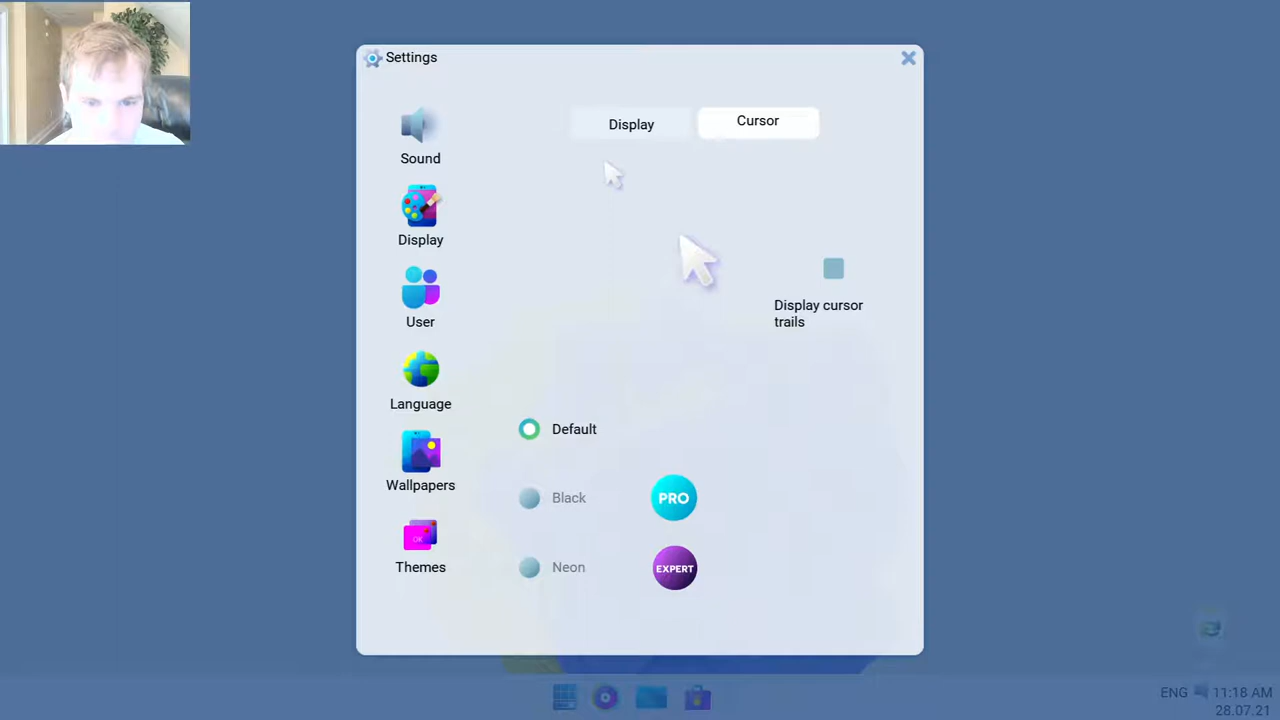 Settings
Display
Cursor
Sound
Display
User
Language
Wallpapers
OK
Themes
Display cursor
trails
Default
Black
PRO
Neon
EXPERT
ENG
11:18 AM
28.07.21